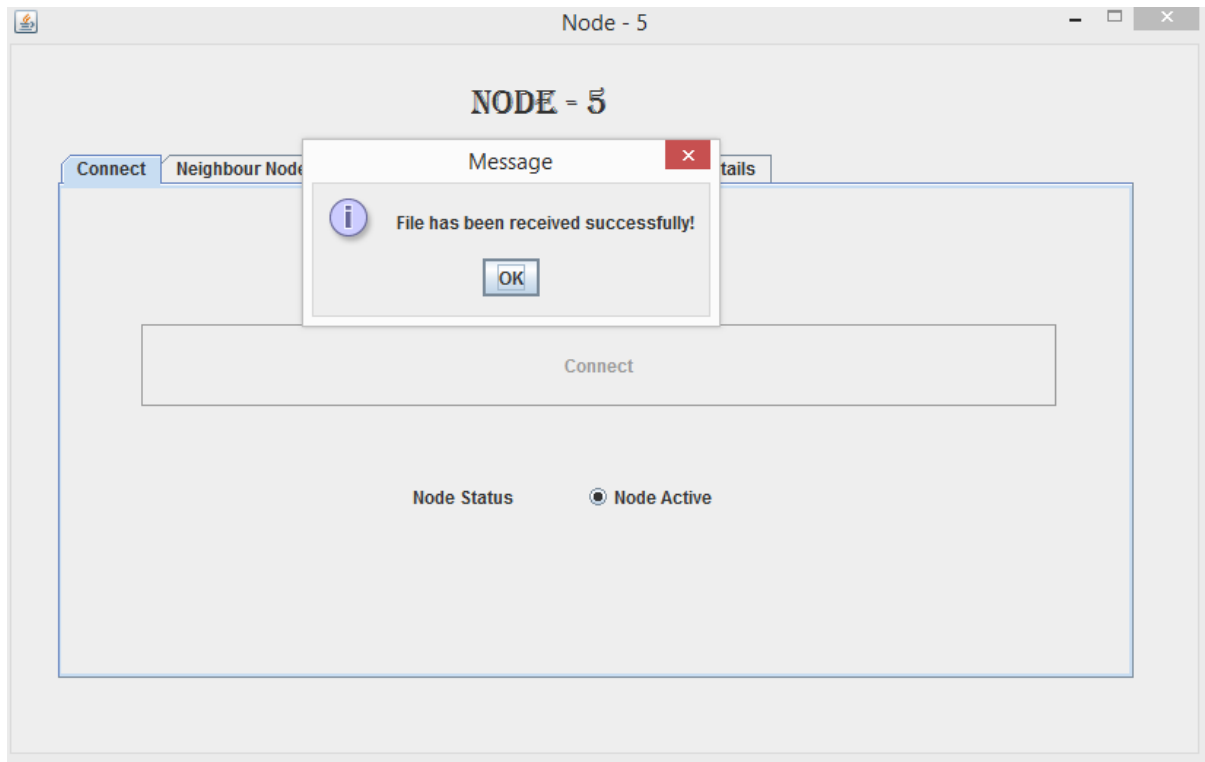 Node - 5
NODE - 5
Message
Connect
Neighbour Node
tails
File has been received successfully!
OK
Connect
Node Status
Node Active